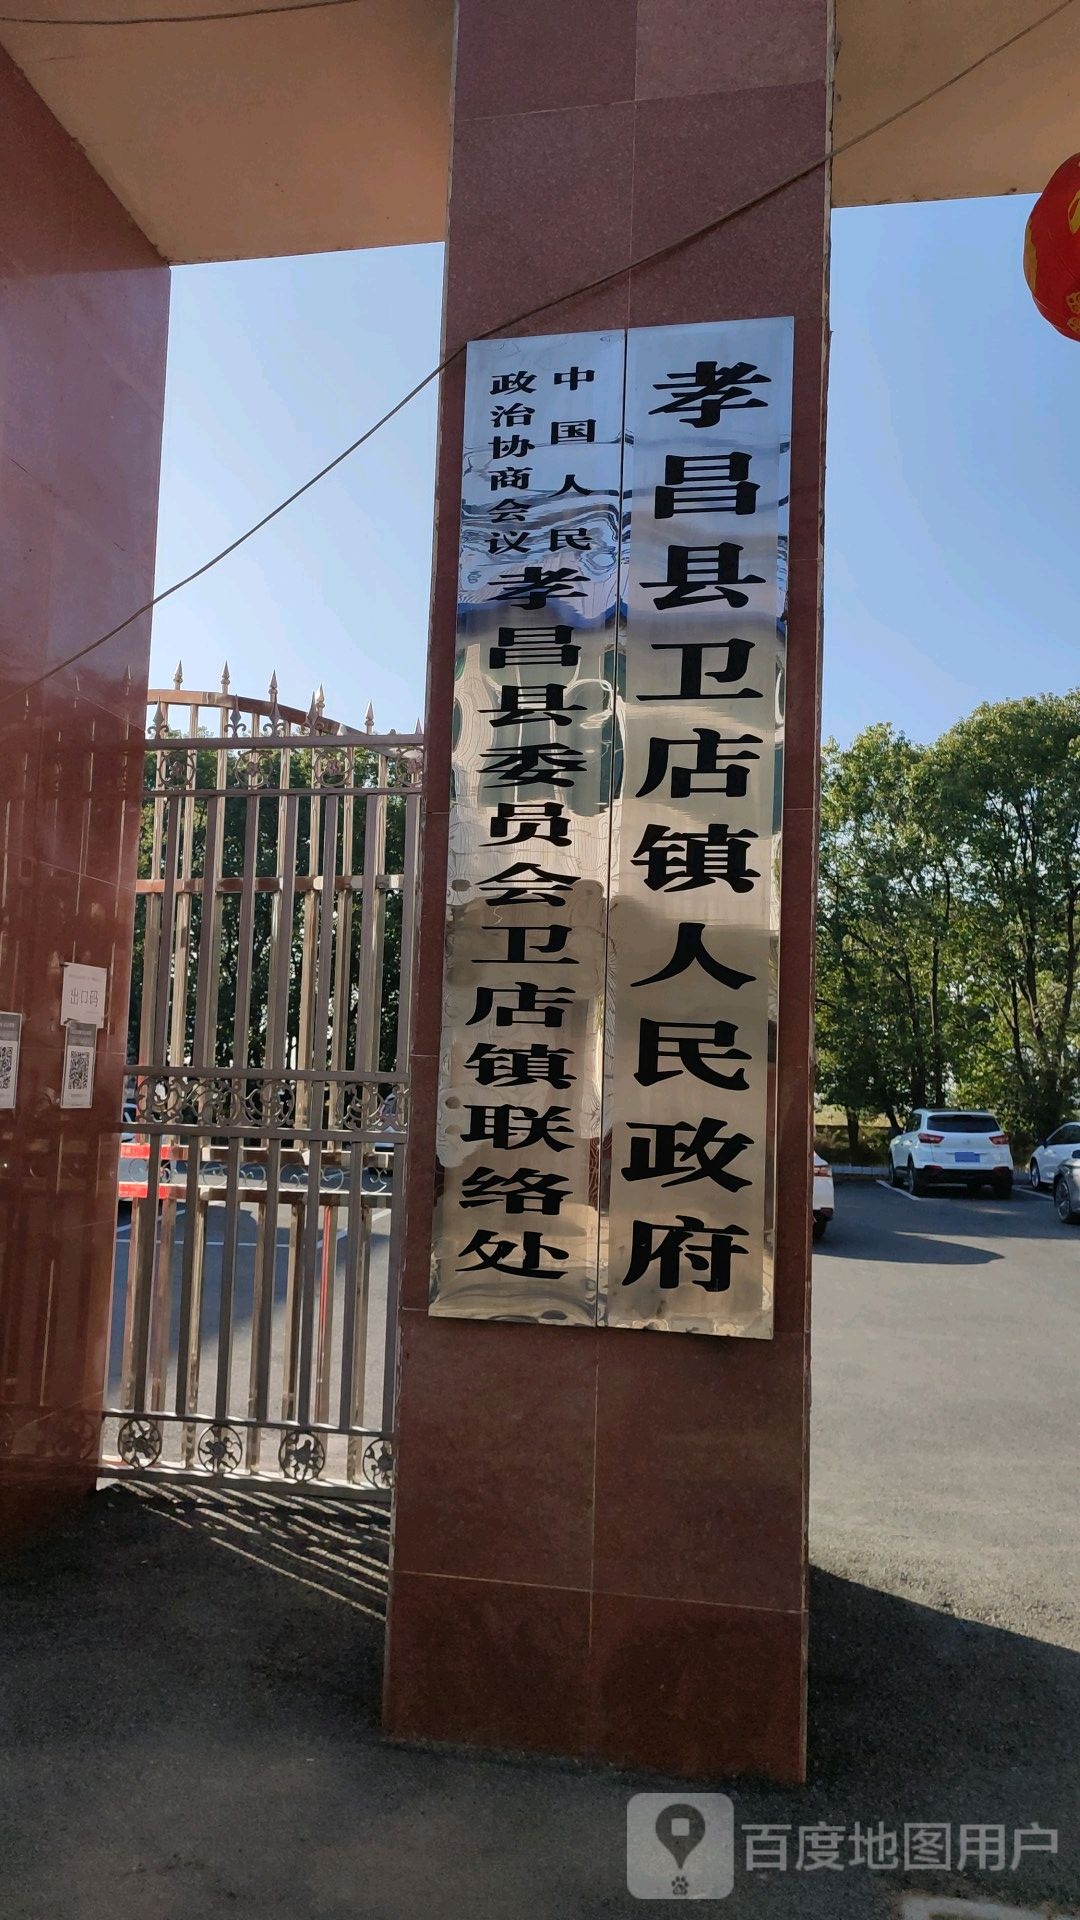 孝昌县卫店镇人民政府
中国人民
政治协商会议
孝昌县委员会卫店镇联络处
出口码
百度地图用户